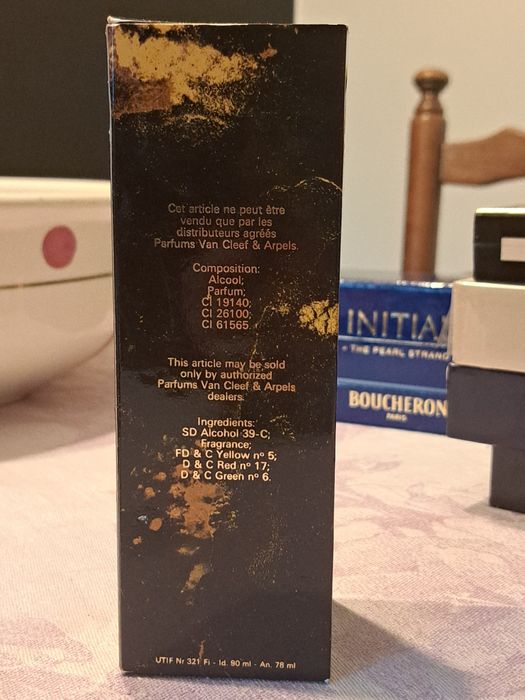 Cet article ne peut être
vendu que par les
distributeurs agréés
Parfums Van Cleef & Arpels.
Composition:
Alcool;
Parfum;
CI 19140;
CI 26100;
CI 61565.
This article may be sold
only by authorized
Parfums Van Cleef & Arpels
dealers.
Ingredients:
SD Alcohol 39-C;
Fragrance;
FD & C Yellow nº 5;
D & C Red nº 17;
D & C Green nº 6.
UTIF Nr 321 Fi - Id. 90 ml - An. 78 ml
INITIA
THE PEARL STRAND
BOUCHERON
PARIS